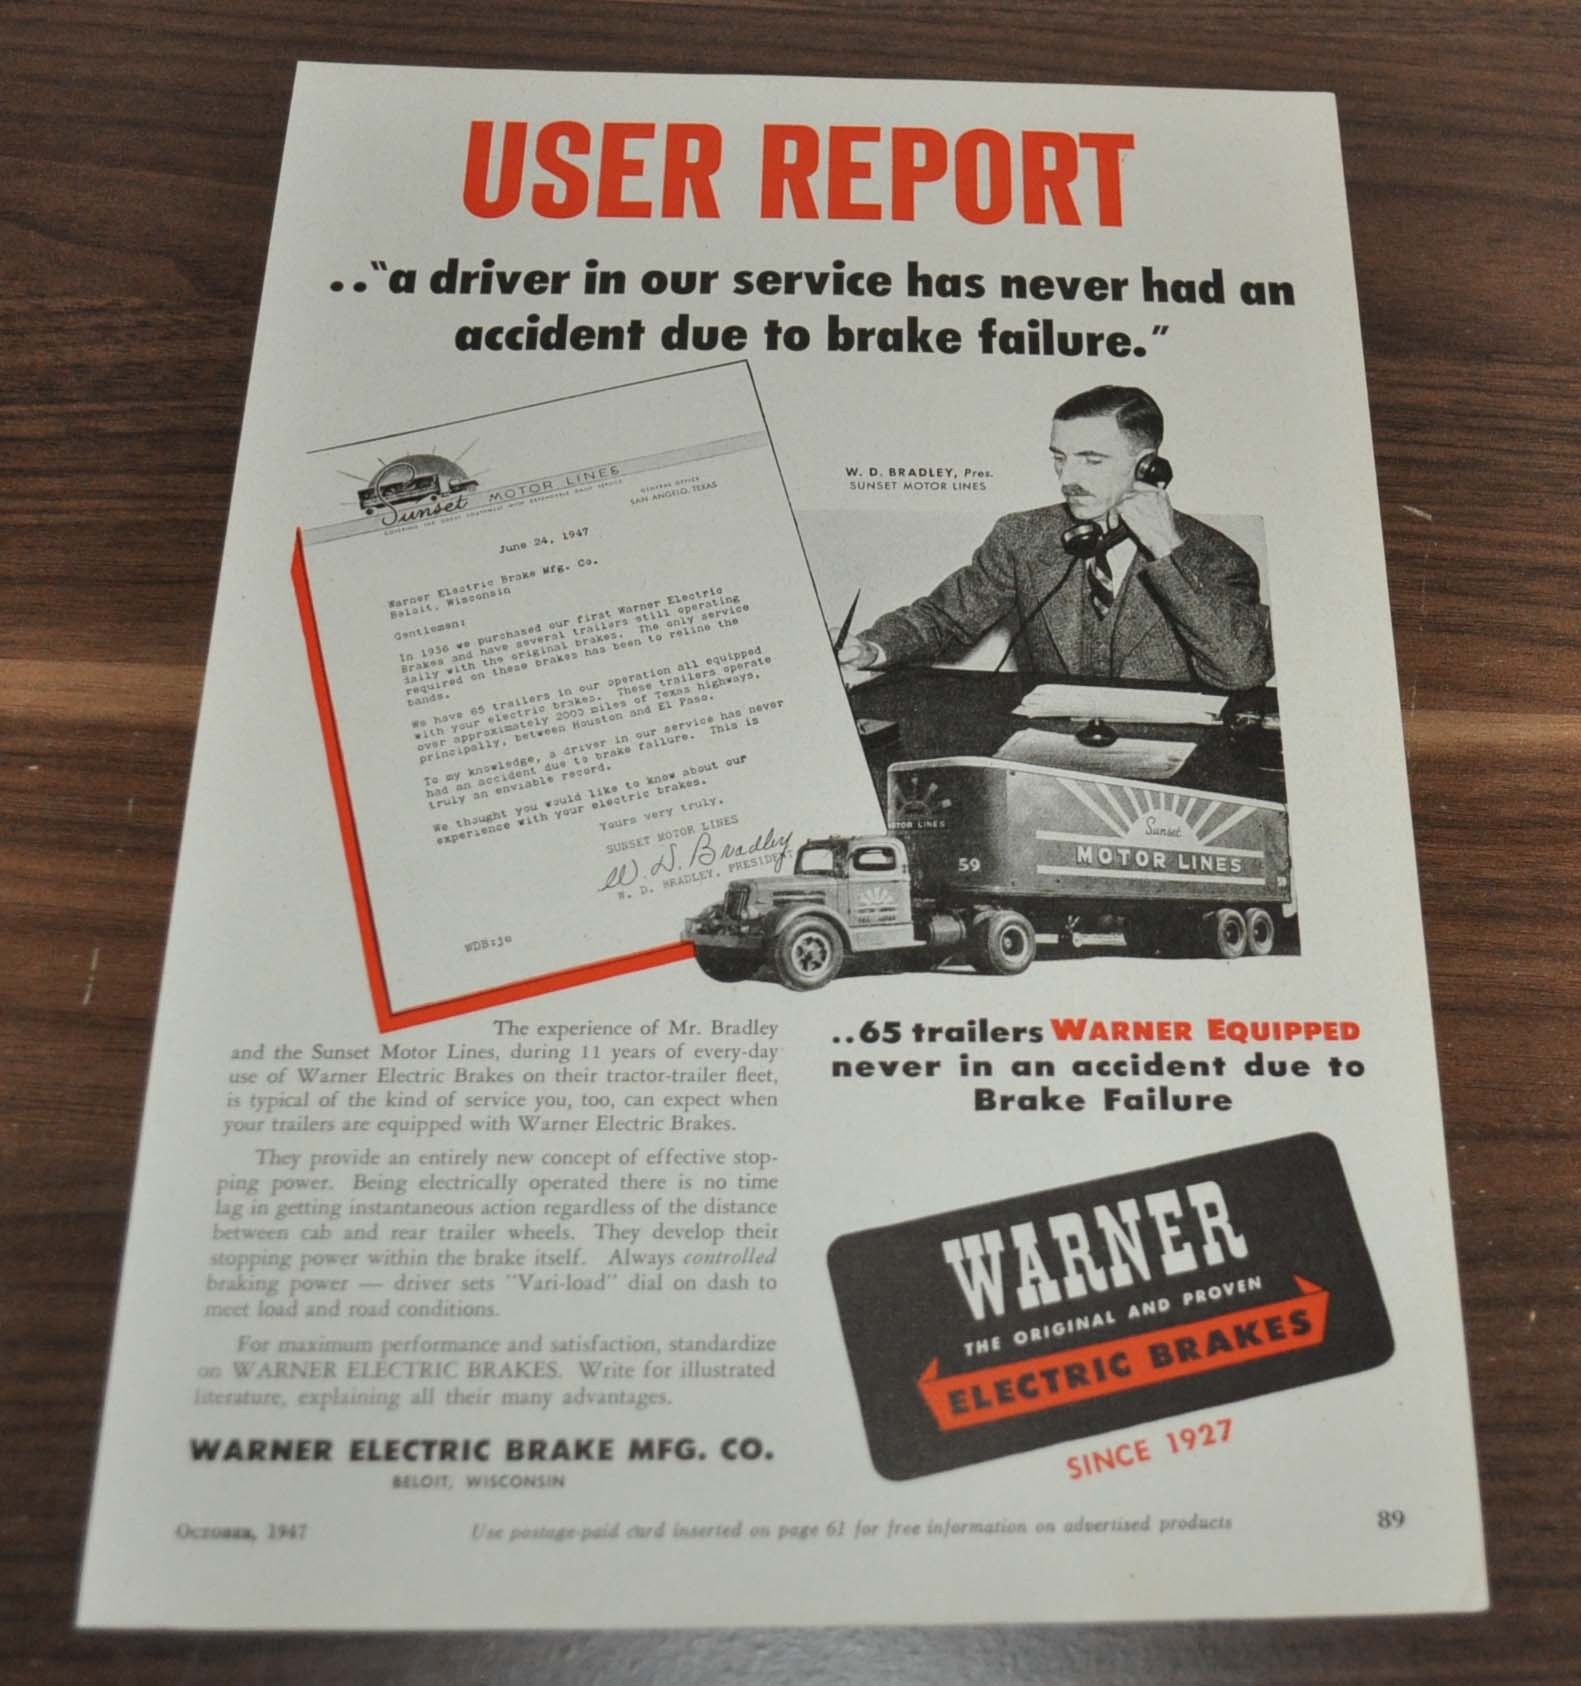 USER REPORT
.."a driver in our service has never had an
accident due to brake failure."
Sunset MOTOR LINES
COVERING THE GREAT SOUTHWEST WITH DEPENDABLE DAILY SERVICE
GENERAL OFFICE
SAN ANGELO, TEXAS
June 24, 1947
Warner Electric Brake Mfg. Co.
Beloit, Wisconsin
Gentlemen:
In 1936 we purchased our first Warner Electric
Brakes and have several trailers still operating
daily with the original brakes. The only service
required on these brakes has been to reline the
bands.
We have 65 trailers in our operation all equipped
with your electric brakes. These trailers operate
over approximately 2000 miles of Texas highways,
principally, between Houston and El Paso.
To my knowledge, a driver in our service has never
had an accident due to brake failure. This is
truly an enviable record.
We thought you would like to know about our
experience with your electric brakes.
Yours very truly,
SUNSET MOTOR LINES
W. D. Bradley
W. D. BRADLEY, PRESIDENT
WDB:je
W. D. BRADLEY, Pres.
SUNSET MOTOR LINES
MOTOR LINES
59
Sunset
MOTOR LINES
59
The experience of Mr. Bradley
and the Sunset Motor Lines, during 11 years of every-day
use of Warner Electric Brakes on their tractor-trailer fleet,
is typical of the kind of service you, too, can expect when
your trailers are equipped with Warner Electric Brakes.
They provide an entirely new concept of effective stop-
ping power. Being electrically operated there is no time
lag in getting instantaneous action regardless of the distance
between cab and rear trailer wheels. They develop their
stopping power within the brake itself. Always controlled
braking power — driver sets "Vari-load" dial on dash to
meet load and road conditions.
For maximum performance and satisfaction, standardize
on WARNER ELECTRIC BRAKES. Write for illustrated
literature, explaining all their many advantages.
WARNER ELECTRIC BRAKE MFG. CO.
BELOIT, WISCONSIN
..65 trailers WARNER EQUIPPED
never in an accident due to
Brake Failure
WARNER
THE ORIGINAL AND PROVEN
ELECTRIC BRAKES
SINCE 1927
OCTOBER, 1947
Use postage-paid card inserted on page 61 for free information on advertised products
89